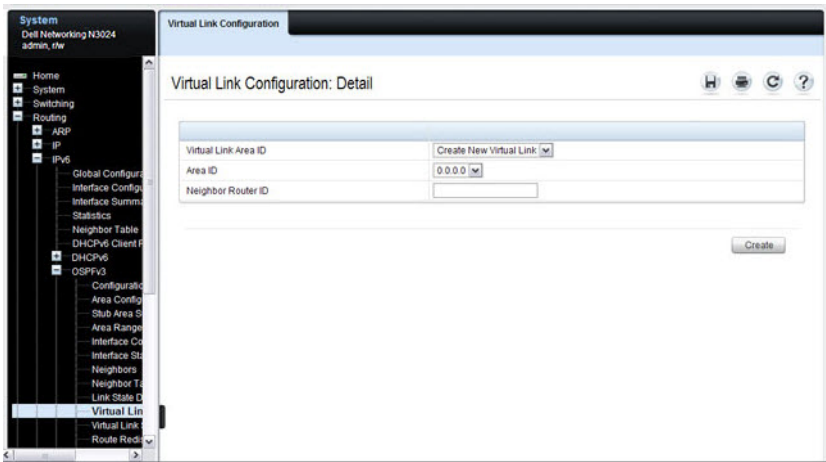 System
Dell Networking N3024
admin, r/w
Home
System
Switching
Routing
ARP
IP
IPv6
Global Configura
Interface Configu
Interface Summa
Statistics
Neighbor Table
DHCPv6 Client P
DHCPv6
OSPFv3
Configuratio
Area Config
Stub Area S
Area Range
Interface Co
Interface Sta
Neighbors
Neighbor Ta
Link State D
Virtual Lin
Virtual Link S
Route Redis
Virtual Link Configuration
Virtual Link Configuration: Detail
Virtual Link Area ID Create New Virtual Link
Area ID 0.0.0.0
Neighbor Router ID
Create